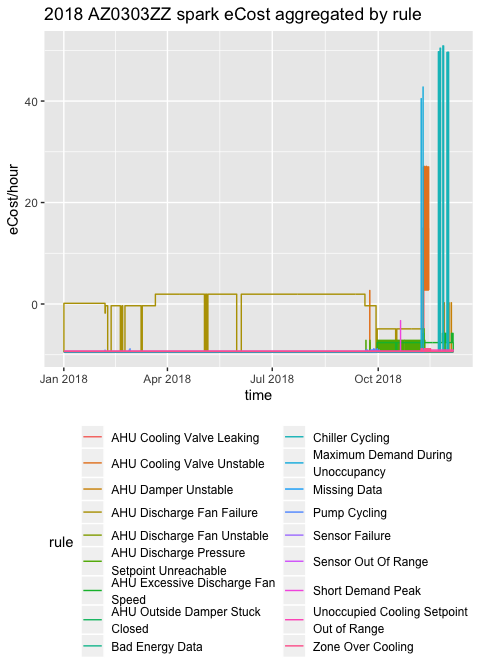 2018 AZ0303ZZ spark eCost aggregated by rule
eCost/hour
40
20
0
Jan 2018
Apr 2018
Jul 2018
Oct 2018
time
rule
AHU Cooling Valve Leaking
AHU Cooling Valve Unstable
AHU Damper Unstable
AHU Discharge Fan Failure
AHU Discharge Fan Unstable
AHU Discharge Pressure
Setpoint Unreachable
AHU Excessive Discharge Fan
Speed
AHU Outside Damper Stuck
Closed
Bad Energy Data
Chiller Cycling
Maximum Demand During
Unoccupancy
Missing Data
Pump Cycling
Sensor Failure
Sensor Out Of Range
Short Demand Peak
Unoccupied Cooling Setpoint
Out of Range
Zone Over Cooling